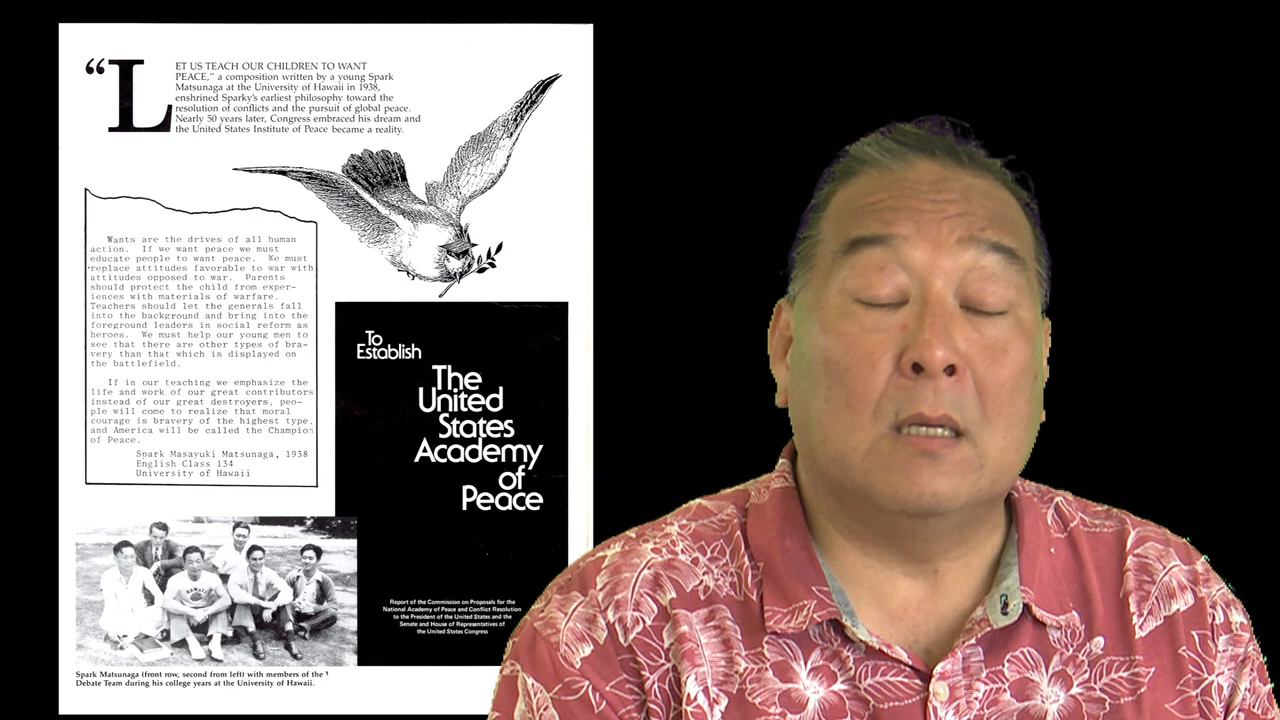 “LET US TEACH OUR CHILDREN TO WANT
PEACE,” a composition written by a young Spark
Matsunaga at the University of Hawaii in 1938,
enshrined Sparky's earliest philosophy toward the
resolution of conflicts and the pursuit of global peace.
Nearly 50 years later, Congress embraced his dream and
the United States Institute of Peace became a reality.
Wants are the drives of all human
action. If we want peace we must
educate people to want peace. We must
replace attitudes favorable to war with
attitudes opposed to war. Parents
should protect the child from exper-
iences with materials of warfare.
Teachers should let the generals fall
into the background and bring into the
foreground leaders in social reform as
heroes. We must help our young men to
see that there are other types of bra-
very than that which is displayed on
the battlefield.
If in our teaching we emphasize the
life and work of our great contributors
instead of our great destroyers, peo-
ple will come to realize that moral
courage is bravery of the highest type,
and America will be called the Champion
of Peace.
Spark Masayuki Matsunaga, 1938
English Class 134
University of Hawaii
To
Establish
The
United
States
Academy
of
Peace
Report of the Commission on Proposals for the
National Academy of Peace and Conflict Resolution
to the President of the United States and the
Senate and House of Representatives of
the United States Congress
HAWAII
Spark Matsunaga (front row, second from left) with members of the
Debate Team during his college years at the University of Hawaii.